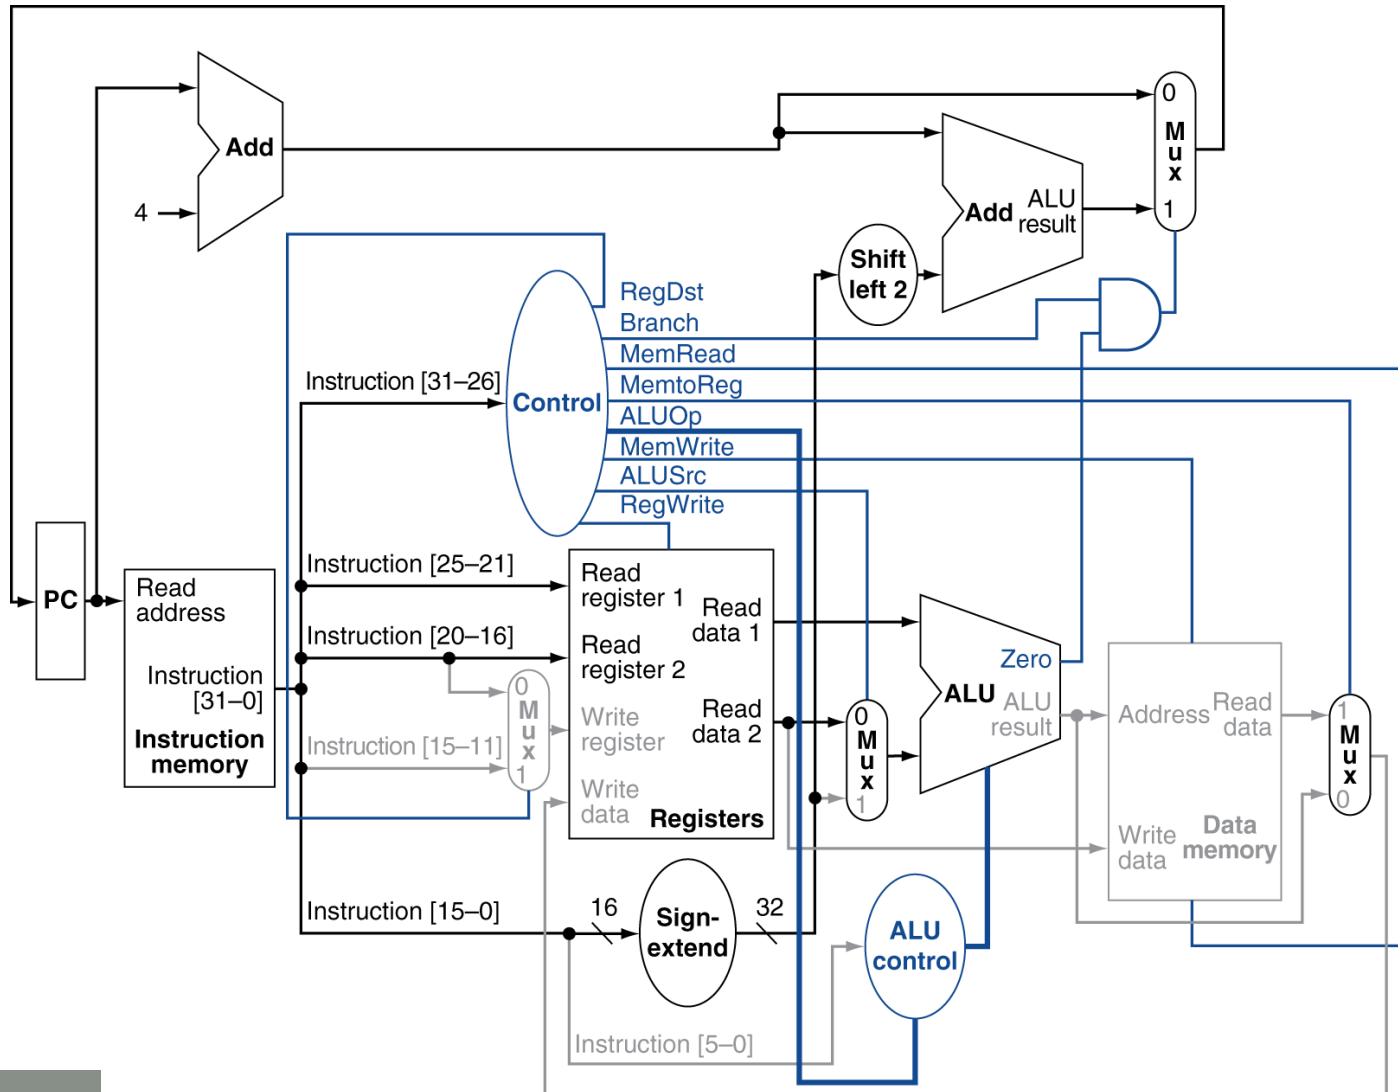 0
M
u
x
1
Add
4
Add
ALU
result
Shift
left 2
RegDst
Branch
MemRead
MemtoReg
ALUOp
MemWrite
ALUSrc
RegWrite
Instruction [31–26]
Control
PC
Read
address
Instruction
[31–0]
Instruction
memory
Instruction [25–21]
Instruction [20–16]
Instruction [15–11]
0
M
u
x
1
Read
register 1
Read
register 2
Write
register
Write
data
Read
data 1
Read
data 2
Registers
0
M
u
x
1
Zero
ALU
ALU
result
Address
Read
data
Write
data
Data
memory
1
M
u
x
0
Instruction [15–0]
16
Sign-
extend
32
ALU
control
Instruction [5–0]